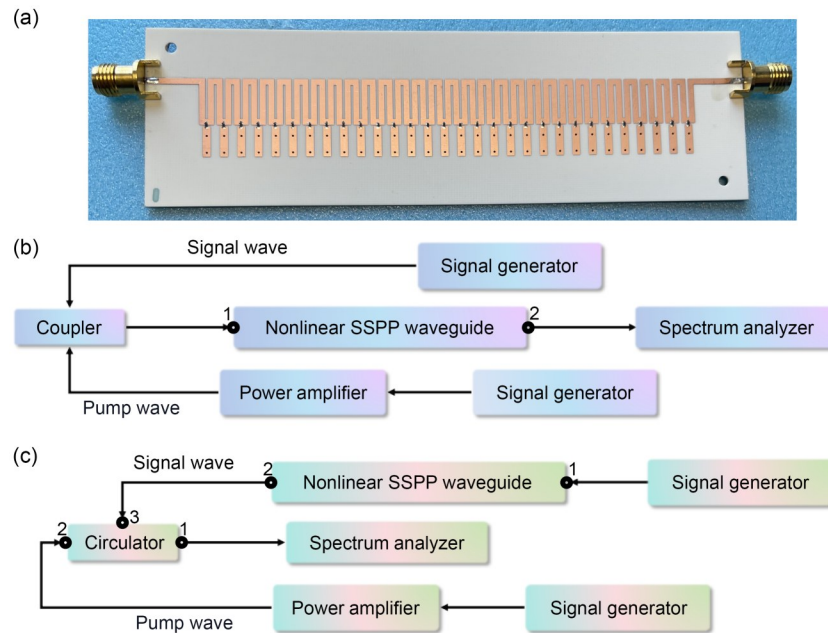 (a)
(b)
Signal wave
Signal generator
Coupler
1
Nonlinear SSPP waveguide
2
Spectrum analyzer
Pump wave
Power amplifier
Signal generator
(c)
Signal wave
2
Nonlinear SSPP waveguide
1
Signal generator
3
2
Circulator
1
Spectrum analyzer
Pump wave
Power amplifier
Signal generator